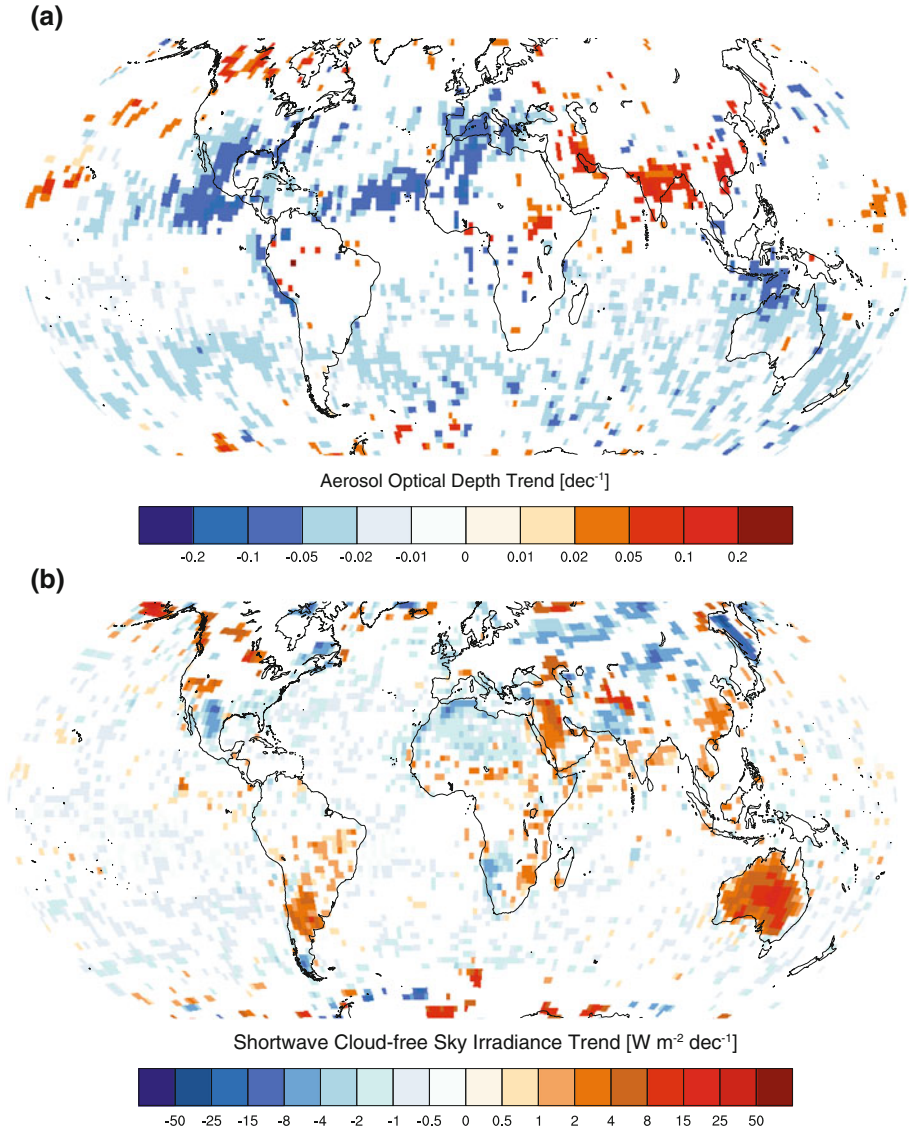 (a)
Aerosol Optical Depth Trend [dec⁻¹]
-0.2 -0.1 -0.05 -0.02 -0.01 0 0.01 0.02 0.05 0.1 0.2
(b)
Shortwave Cloud-free Sky Irradiance Trend [W m⁻² dec⁻¹]
-50 -25 -15 -8 -4 -2 -1 -0.5 0 0.5 1 2 4 8 15 25 50